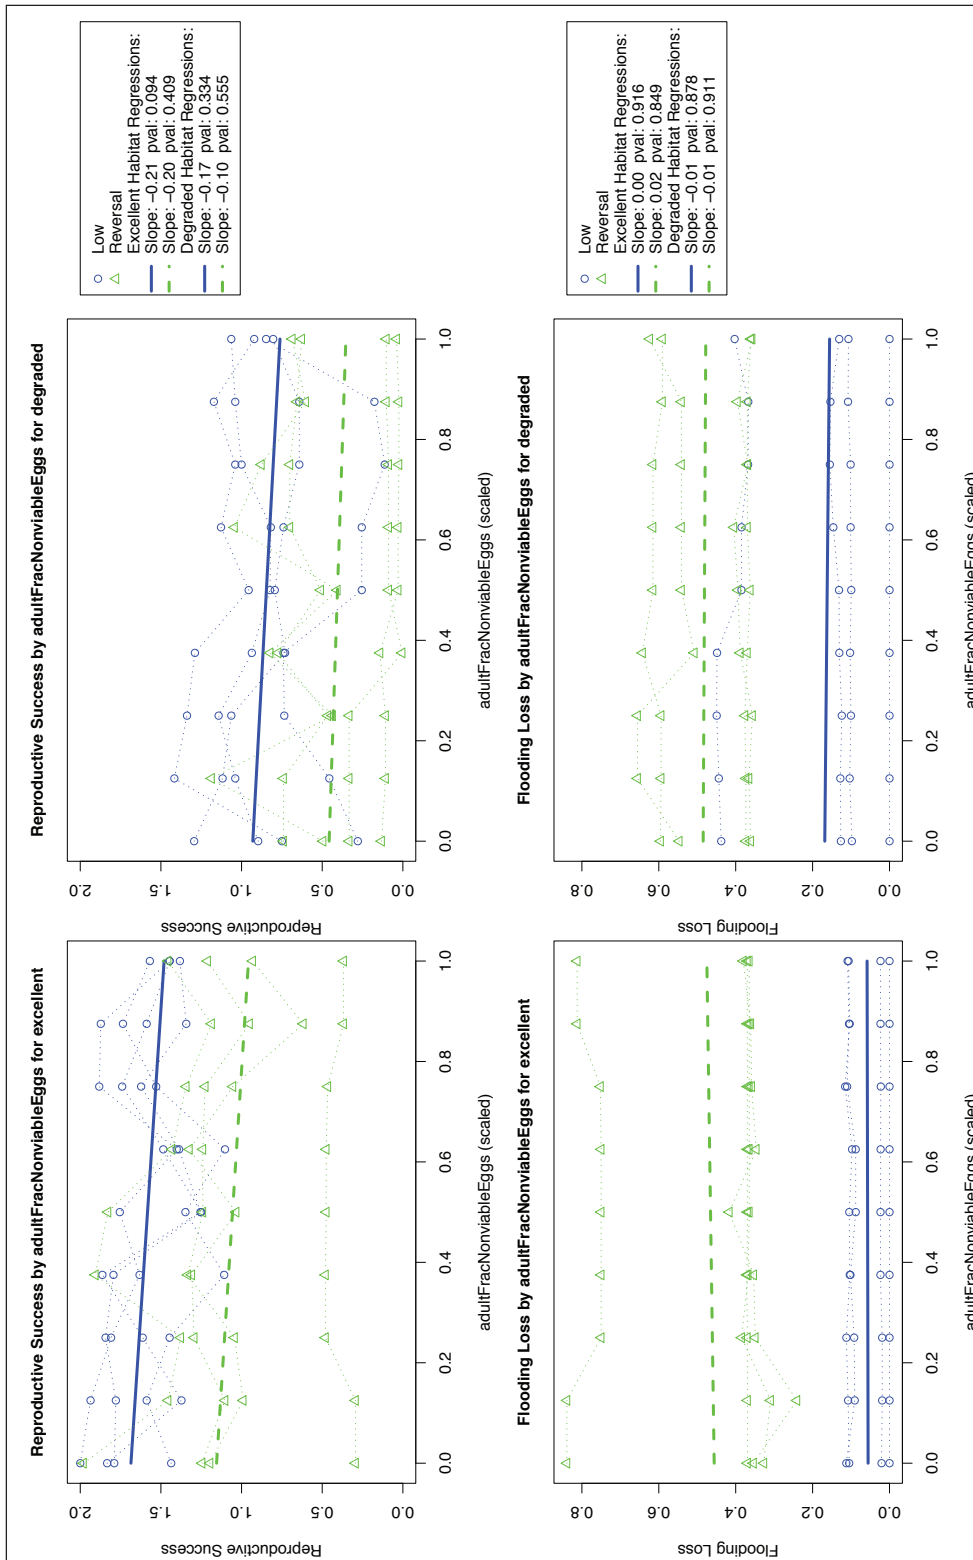 Reproductive Success by adultFracNonviableEggs for excellent
Reproductive Success
0.0
0.5
1.0
1.5
2.0
0.0
0.2
0.4
0.6
0.8
1.0
adultFracNonviableEggs (scaled)
Reproductive Success by adultFracNonviableEggs for degraded
Reproductive Success
0.0
0.5
1.0
1.5
2.0
0.0
0.2
0.4
0.6
0.8
1.0
adultFracNonviableEggs (scaled)
Low
Reversal
Excellent Habitat Regressions:
Slope: −0.21 pval: 0.094
Slope: −0.20 pval: 0.409
Degraded Habitat Regressions:
Slope: −0.17 pval: 0.334
Slope: −0.10 pval: 0.555
Flooding Loss by adultFracNonviableEggs for excellent
Flooding Loss
0.0
0.2
0.4
0.6
0.8
0.0
0.2
0.4
0.6
0.8
1.0
adultFracNonviableEggs (scaled)
Flooding Loss by adultFracNonviableEggs for degraded
Flooding Loss
0.0
0.2
0.4
0.6
0.8
0.0
0.2
0.4
0.6
0.8
1.0
adultFracNonviableEggs (scaled)
Low
Reversal
Excellent Habitat Regressions:
Slope: 0.00 pval: 0.916
Slope: 0.02 pval: 0.849
Degraded Habitat Regressions:
Slope: −0.01 pval: 0.878
Slope: −0.01 pval: 0.911